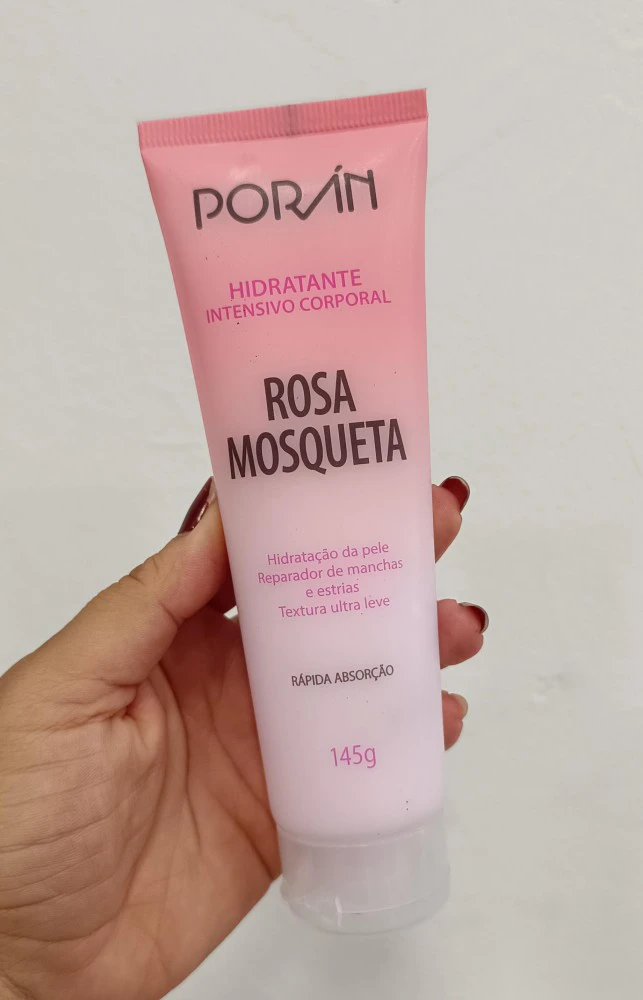 PORÁN
HIDRATANTE
INTENSIVO CORPORAL
ROSA
MOSQUETA
Hidratação da pele
Reparador de manchas
e estrias
Textura ultra leve
RÁPIDA ABSORÇÃO
145g